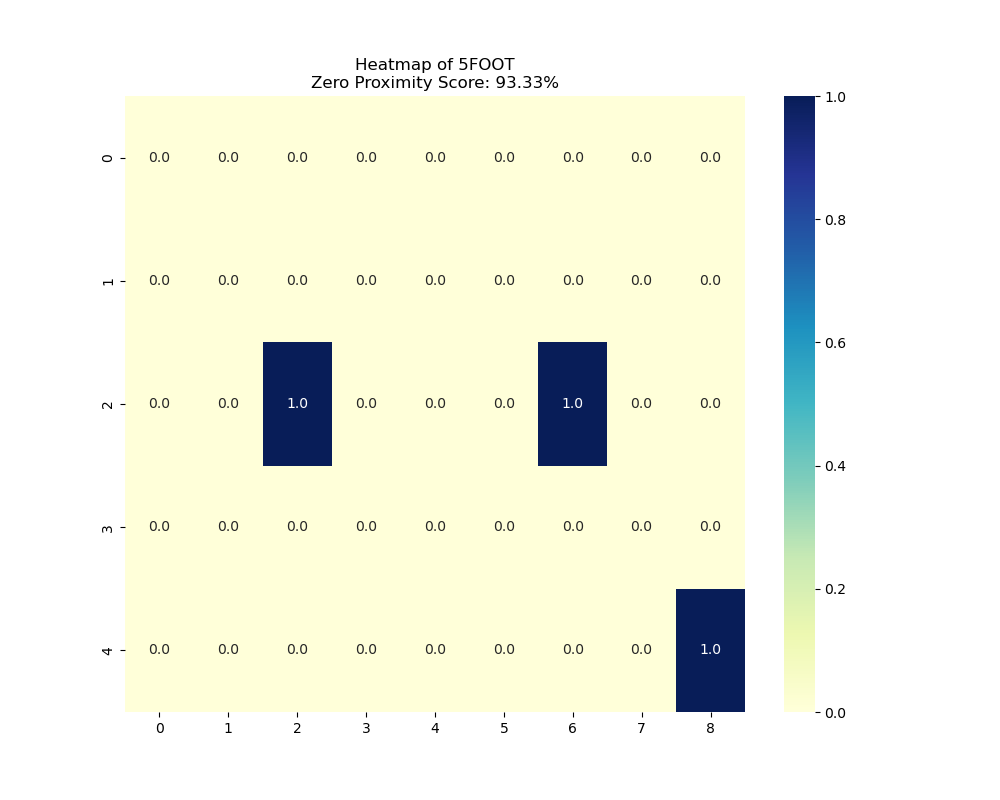 Heatmap of 5FOOT
Zero Proximity Score: 93.33%
1.0
0 0.0 0.0 0.0 0.0 0.0 0.0 0.0 0.0 0.0
0.8
1 0.0 0.0 0.0 0.0 0.0 0.0 0.0 0.0 0.0
0.6
2 0.0 0.0 1.0 0.0 0.0 0.0 1.0 0.0 0.0
0.4
3 0.0 0.0 0.0 0.0 0.0 0.0 0.0 0.0 0.0
0.2
4 0.0 0.0 0.0 0.0 0.0 0.0 0.0 0.0 1.0
0.0
0 1 2 3 4 5 6 7 8